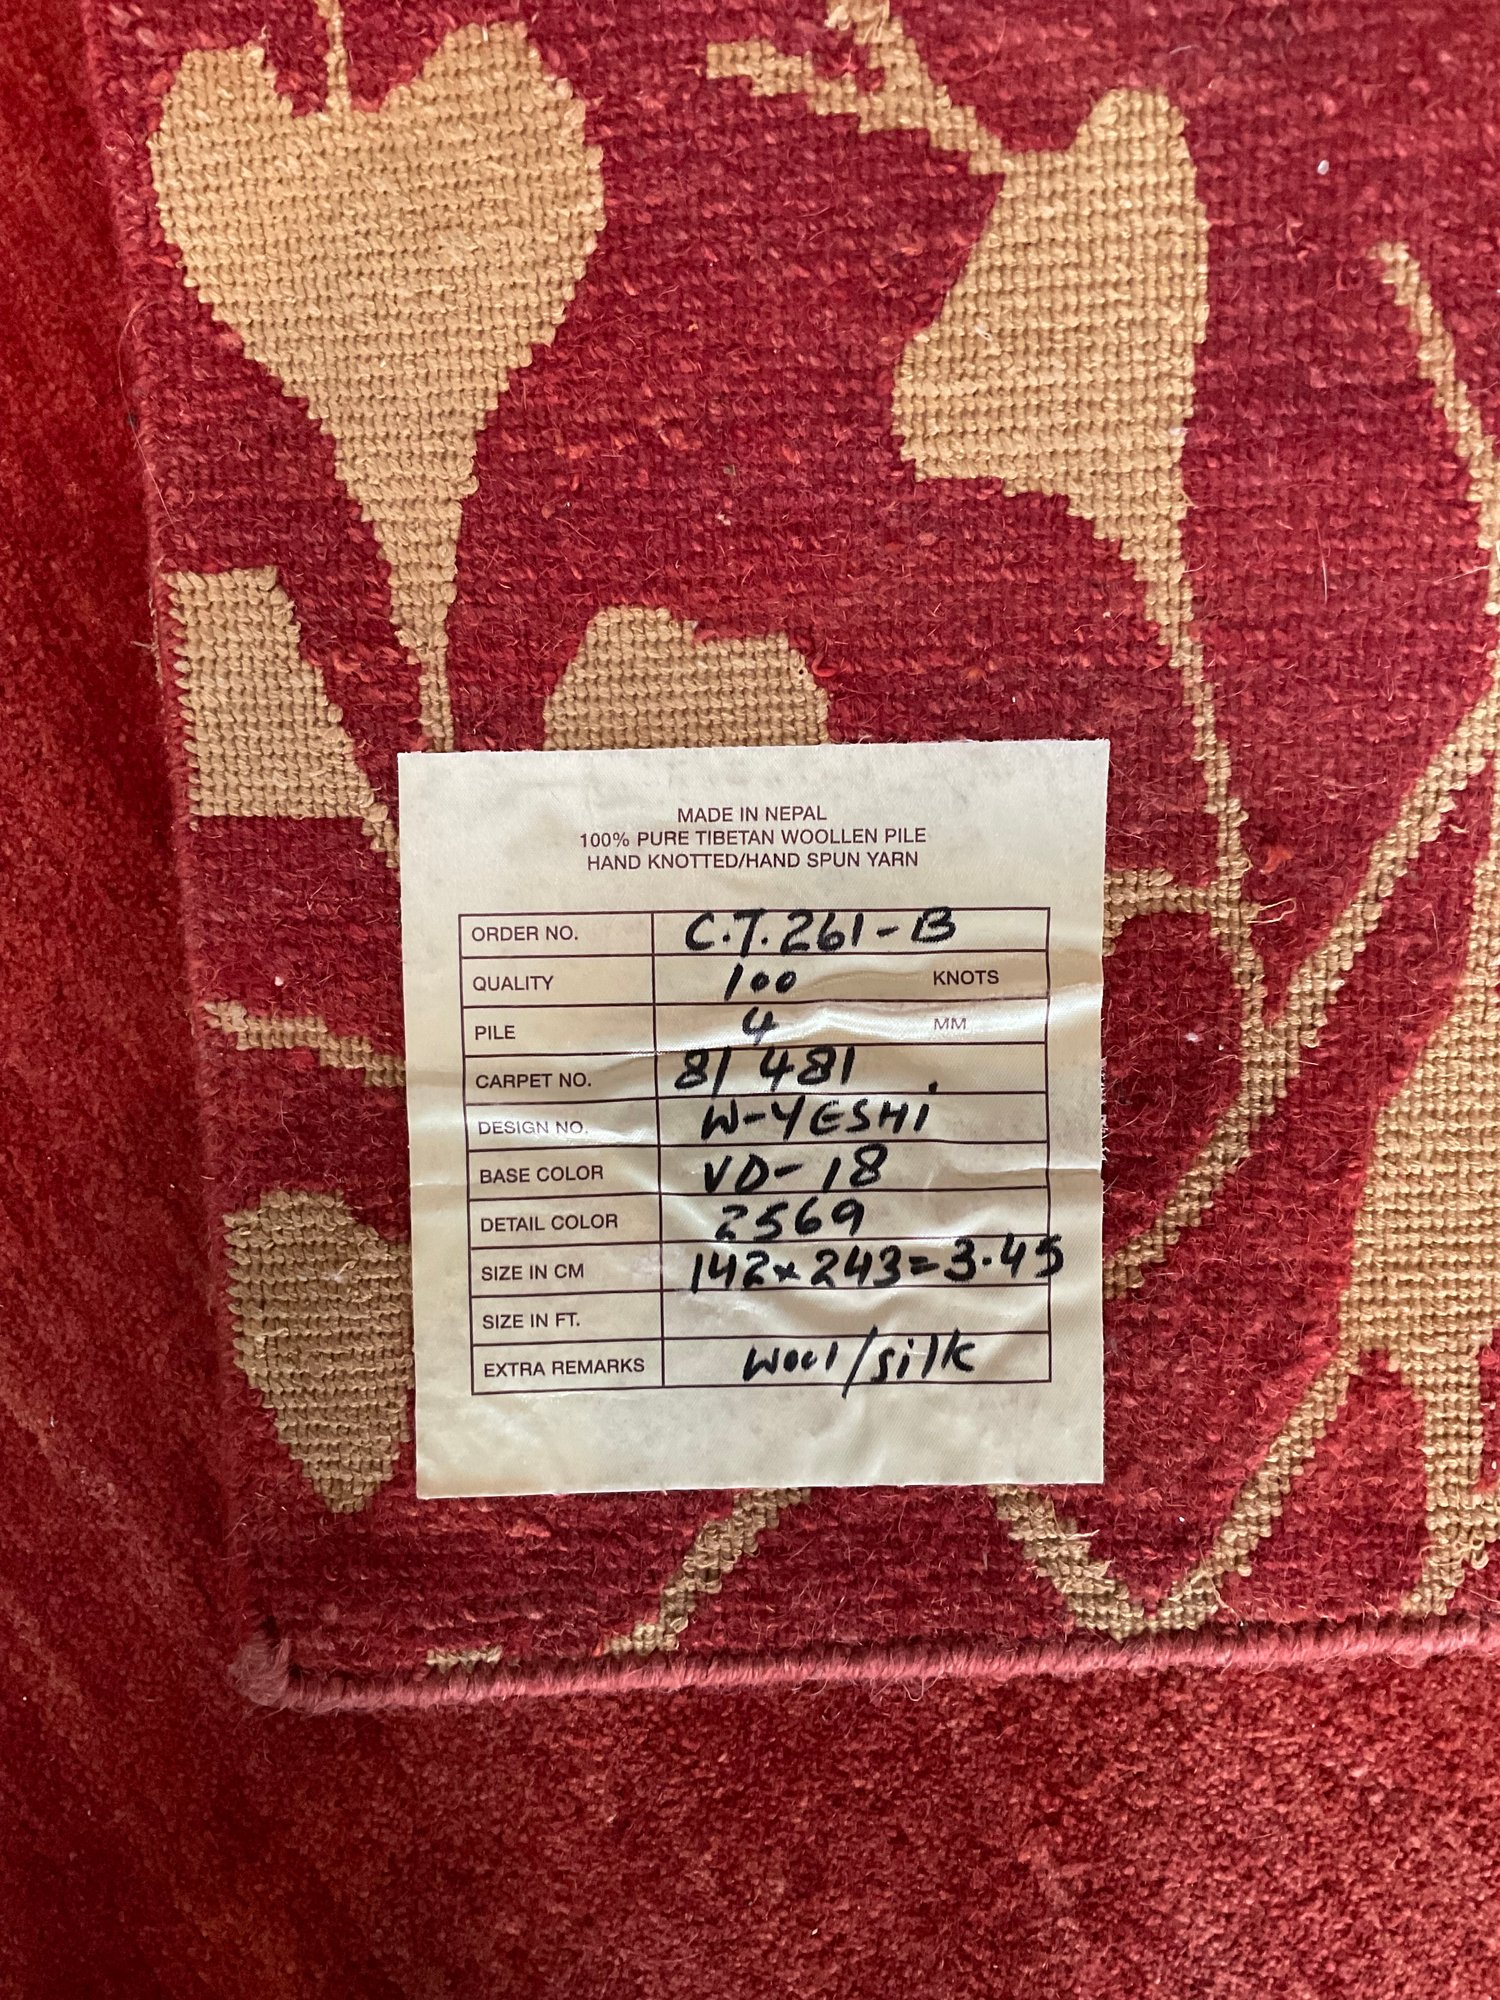 MADE IN NEPAL
100% PURE TIBETAN WOOLLEN PILE
HAND KNOTTED/HAND SPUN YARN
ORDER NO. C.T.261-B
QUALITY 100 KNOTS
PILE 4 MM
CARPET NO. 81481
DESIGN NO. W-YESHi
BASE COLOR VD-18
DETAIL COLOR 2569
SIZE IN CM 142x243=3.45
SIZE IN FT.
EXTRA REMARKS Wool/silk